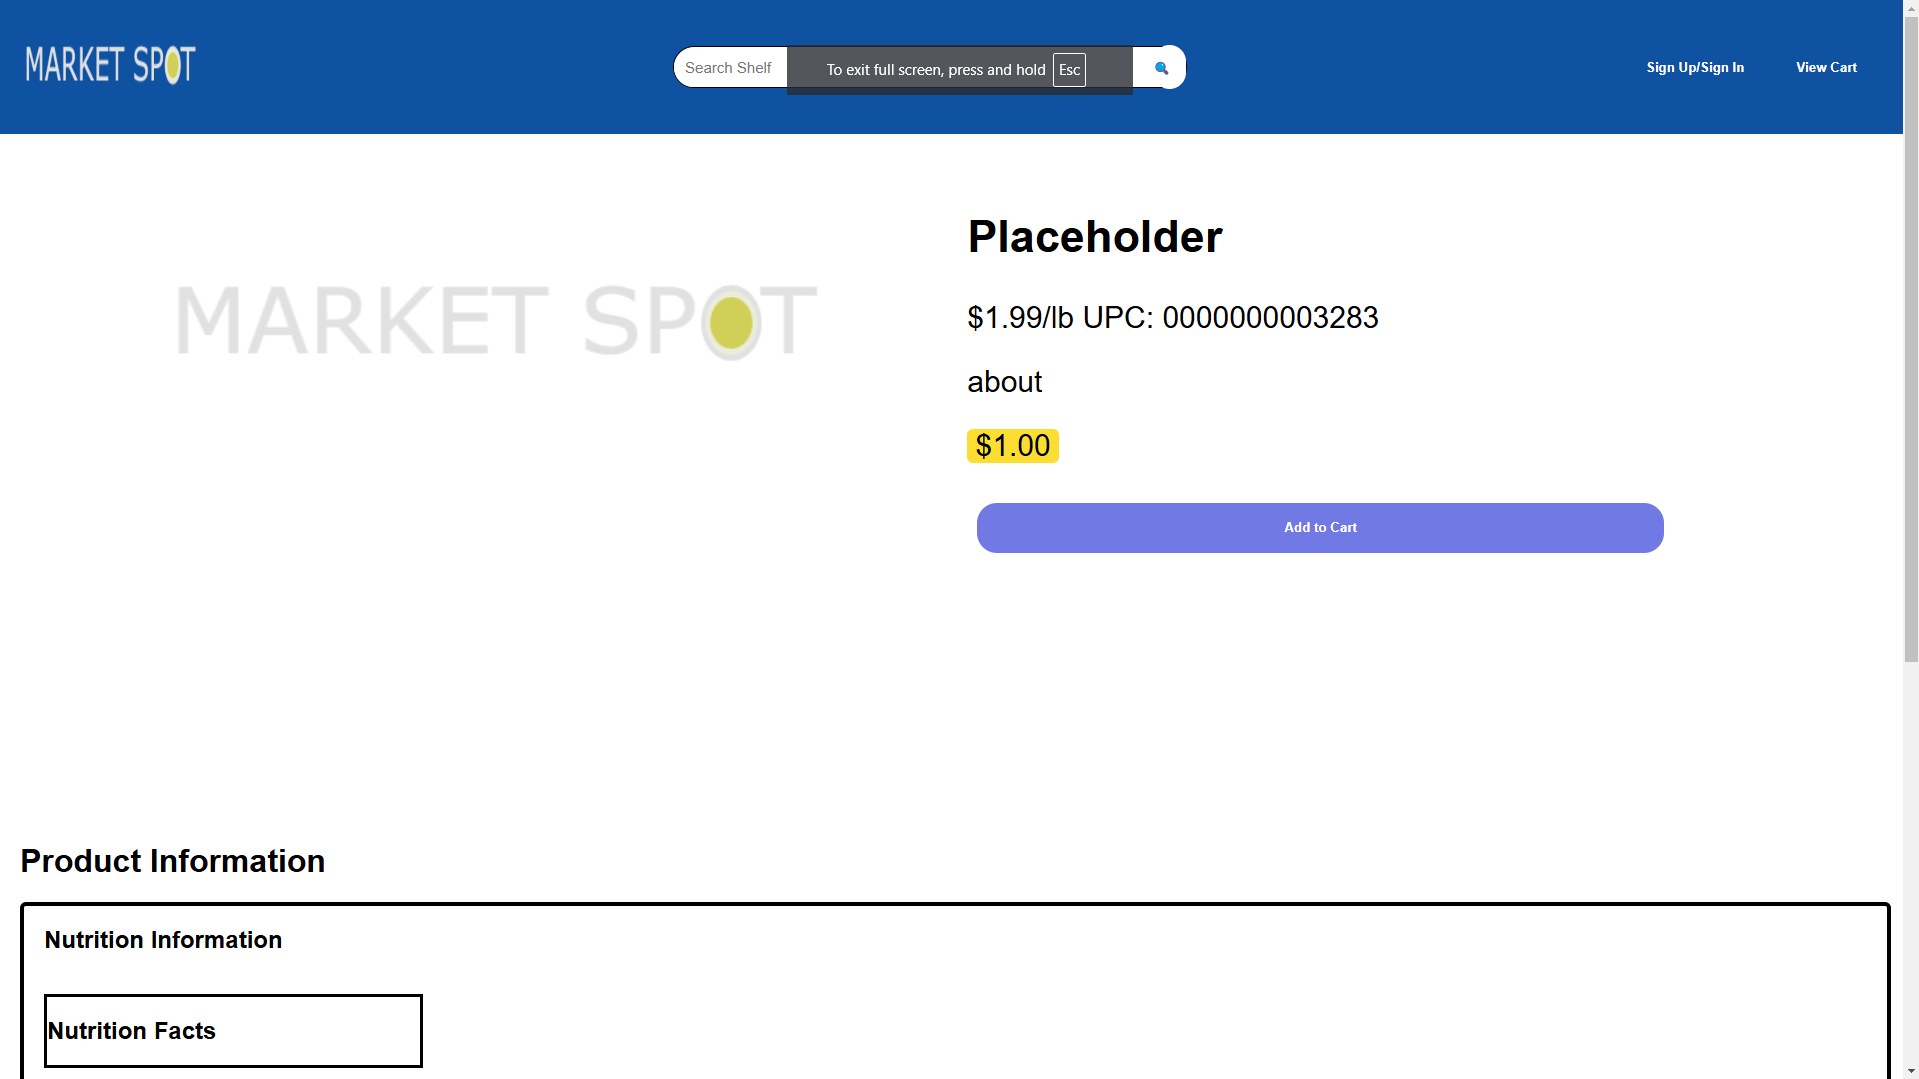 MARKET SPOT
Search Shelf
To exit full screen, press and hold Esc
Sign Up/Sign In
View Cart
MARKET SPOT
Placeholder
$1.99/lb UPC: 0000000003283
about
$1.00
Add to Cart
Product Information
Nutrition Information
Nutrition Facts